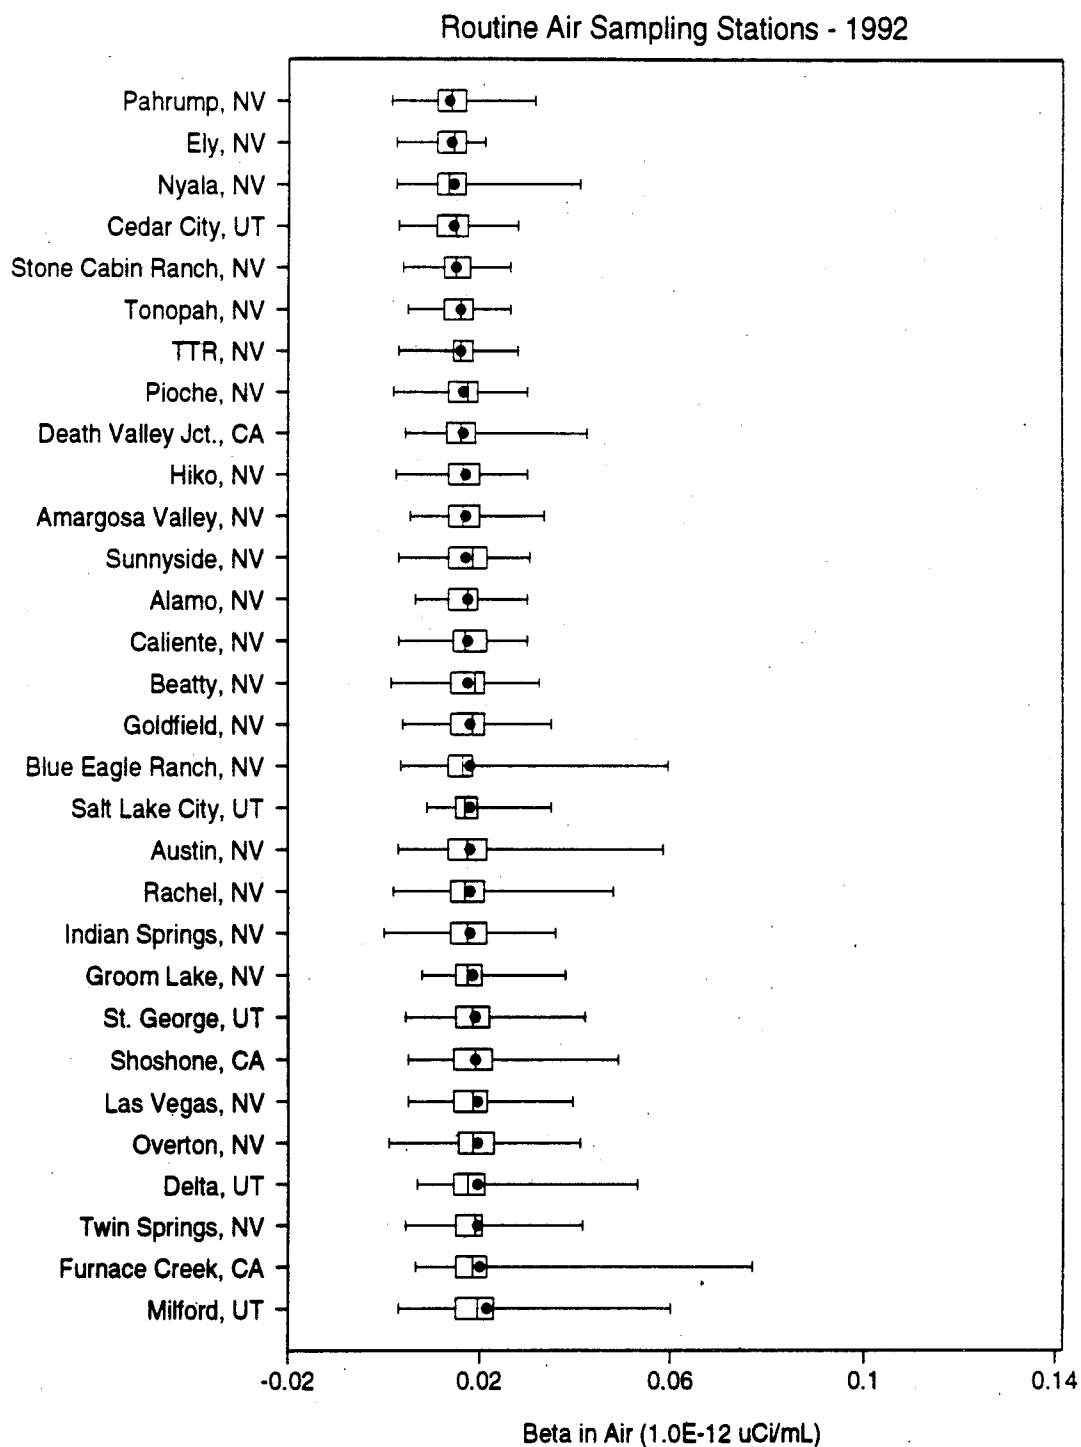 Routine Air Sampling Stations - 1992
Pahrump, NV
Ely, NV
Nyala, NV
Cedar City, UT
Stone Cabin Ranch, NV
Tonopah, NV
TTR, NV
Pioche, NV
Death Valley Jct., CA
Hiko, NV
Amargosa Valley, NV
Sunnyside, NV
Alamo, NV
Caliente, NV
Beatty, NV
Goldfield, NV
Blue Eagle Ranch, NV
Salt Lake City, UT
Austin, NV
Rachel, NV
Indian Springs, NV
Groom Lake, NV
St. George, UT
Shoshone, CA
Las Vegas, NV
Overton, NV
Delta, UT
Twin Springs, NV
Furnace Creek, CA
Milford, UT
-0.02 0.02 0.06 0.1 0.14
Beta in Air (1.0E-12 uCi/mL)